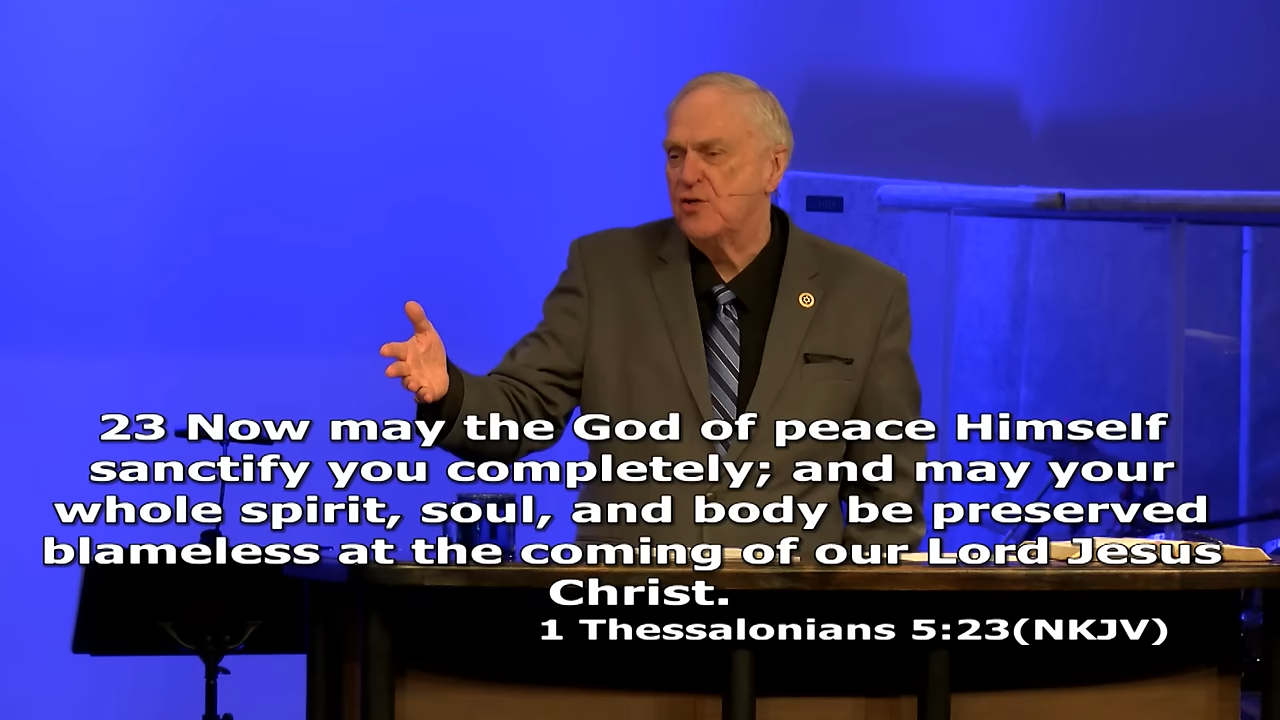 23 Now may the God of peace Himself
sanctify you completely; and may your
whole spirit, soul, and body be preserved
blameless at the coming of our Lord Jesus
Christ.
1 Thessalonians 5:23(NKJV)